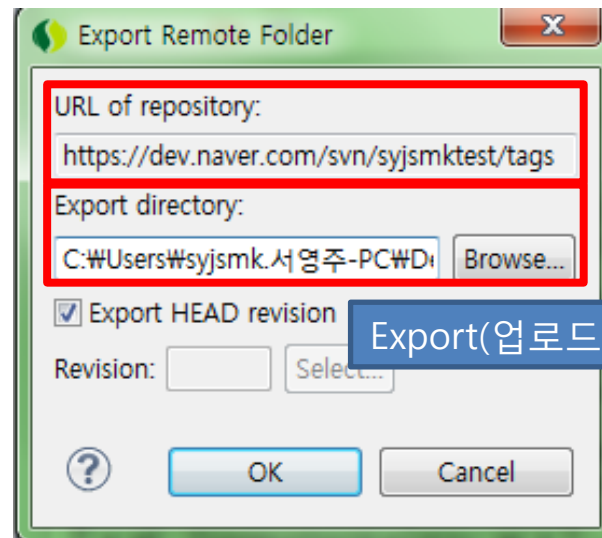 Export Remote Folder
URL of repository:
https://dev.naver.com/svn/syjsmktest/tags
Export directory:
C:₩Users₩syjsmk.서영주-PC₩De Browse...
Export HEAD revision
Export(업로드
Revision: Select...
? OK Cancel